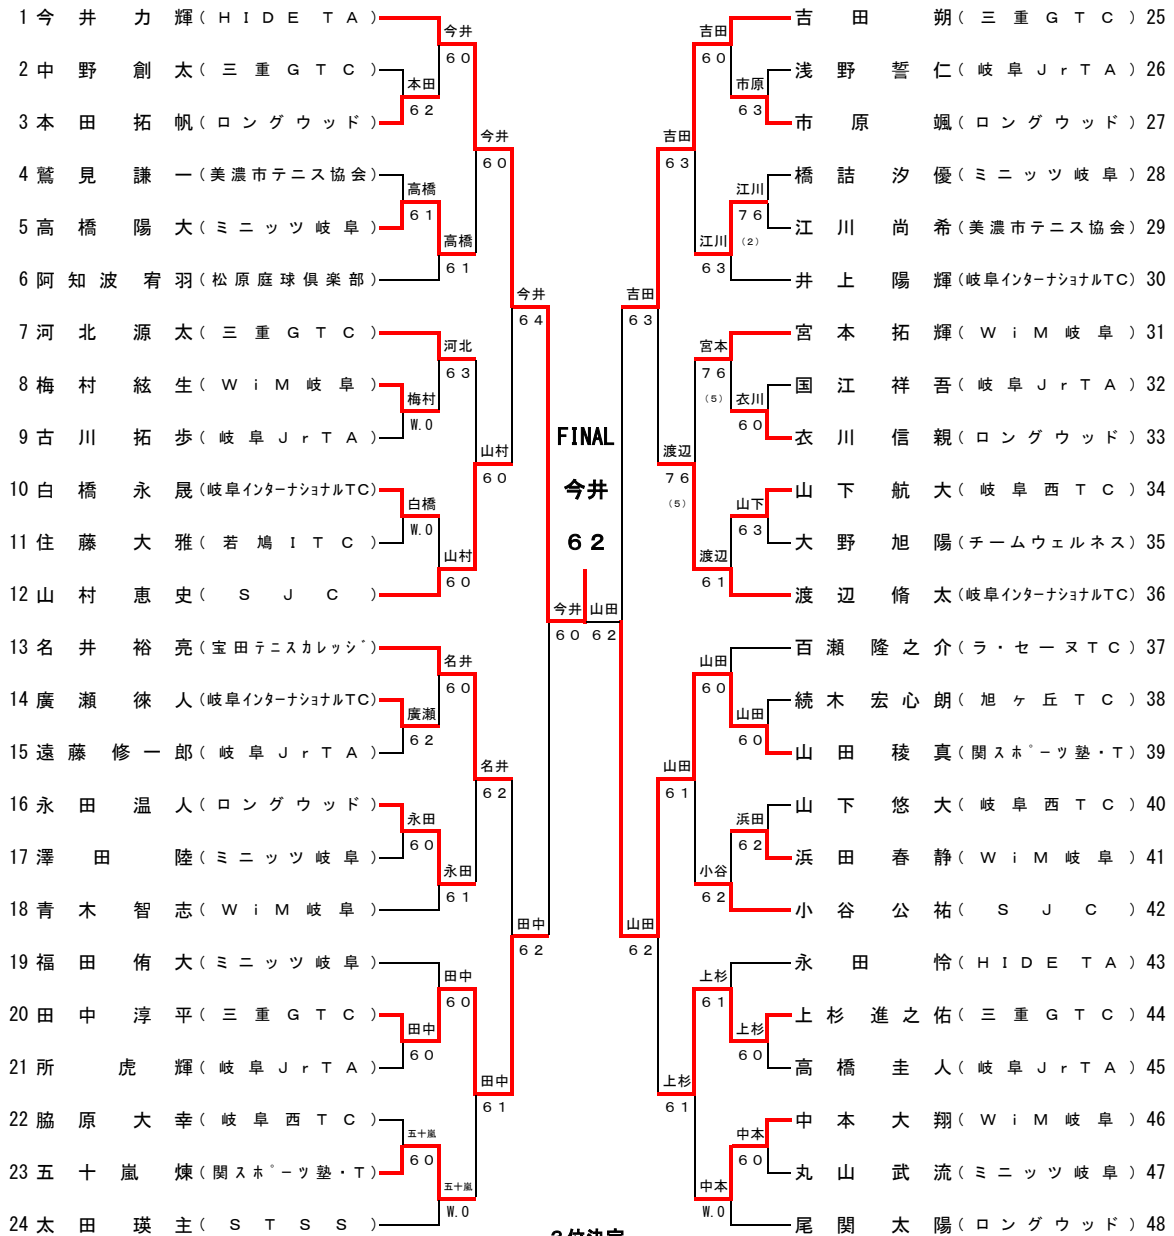 1 今井力輝 (HIDE TA)
2 中野創太 (三重GTC)
3 本田拓帆 (ロングウッド)
4 鷲見謙一 (美濃市テニス協会)
5 高橋陽大 (ミニッツ岐阜)
6 阿知波宥羽 (松原庭球倶楽部)
7 河北源太 (三重GTC)
8 梅村絃生 (WiM岐阜)
9 古川拓歩 (岐阜JrTA)
10 白橋永晟 (岐阜インターナショナルTC)
11 住藤大雅 (若鳩ITC)
12 山村恵史 (SJC)
13 名井裕亮 (宝田テニスカレッジ)
14 廣瀬徠人 (岐阜インターナショナルTC)
15 遠藤修一郎 (岐阜JrTA)
16 永田温人 (ロングウッド)
17 澤田陸 (ミニッツ岐阜)
18 青木智志 (WiM岐阜)
19 福田侑大 (ミニッツ岐阜)
20 田中淳平 (三重GTC)
21 所虎輝 (岐阜JrTA)
22 脇原大幸 (岐阜西TC)
23 五十嵐煉 (関スポーツ塾・T)
24 太田瑛主 (STSS)
本田
62
高橋
61
梅村
W.0
白橋
W.0
廣瀬
62
永田
60
田中
60
五十嵐
60
今井
60
高橋
61
河北
63
山村
60
名井
60
永田
61
田中
60
五十嵐
W.0
今井
60
山村
60
名井
62
田中
61
今井
64
田中
62
今井
60
FINAL
今井
62
山田
62
吉田
63
山田
62
吉田
63
渡辺
76
(5)
山田
61
上杉
61
吉田
60
江川
63
宮本
76
(5)
渡辺
61
山田
60
小谷
62
上杉
61
中本
W.0
市原
63
江川
76
(2)
衣川
60
山下
63
山田
60
浜田
62
上杉
60
中本
60
吉田朔 (三重GTC) 25
浅野誓仁 (岐阜JrTA) 26
市原颯 (ロングウッド) 27
橋詰汐優 (ミニッツ岐阜) 28
江川尚希 (美濃市テニス協会) 29
井上陽輝 (岐阜インターナショナルTC) 30
宮本拓輝 (WiM岐阜) 31
国江祥吾 (岐阜JrTA) 32
衣川信親 (ロングウッド) 33
山下航大 (岐阜西TC) 34
大野旭陽 (チームウェルネス) 35
渡辺脩太 (岐阜インターナショナルTC) 36
百瀬隆之介 (ラ・セーヌTC) 37
続木宏心朗 (旭ヶ丘TC) 38
山田稜真 (関スポーツ塾・T) 39
山下悠大 (岐阜西TC) 40
浜田春静 (WiM岐阜) 41
小谷公祐 (SJC) 42
永田怜 (HIDE TA) 43
上杉進之佑 (三重GTC) 44
高橋圭人 (岐阜JrTA) 45
中本大翔 (WiM岐阜) 46
丸山武流 (ミニッツ岐阜) 47
尾関太陽 (ロングウッド) 48